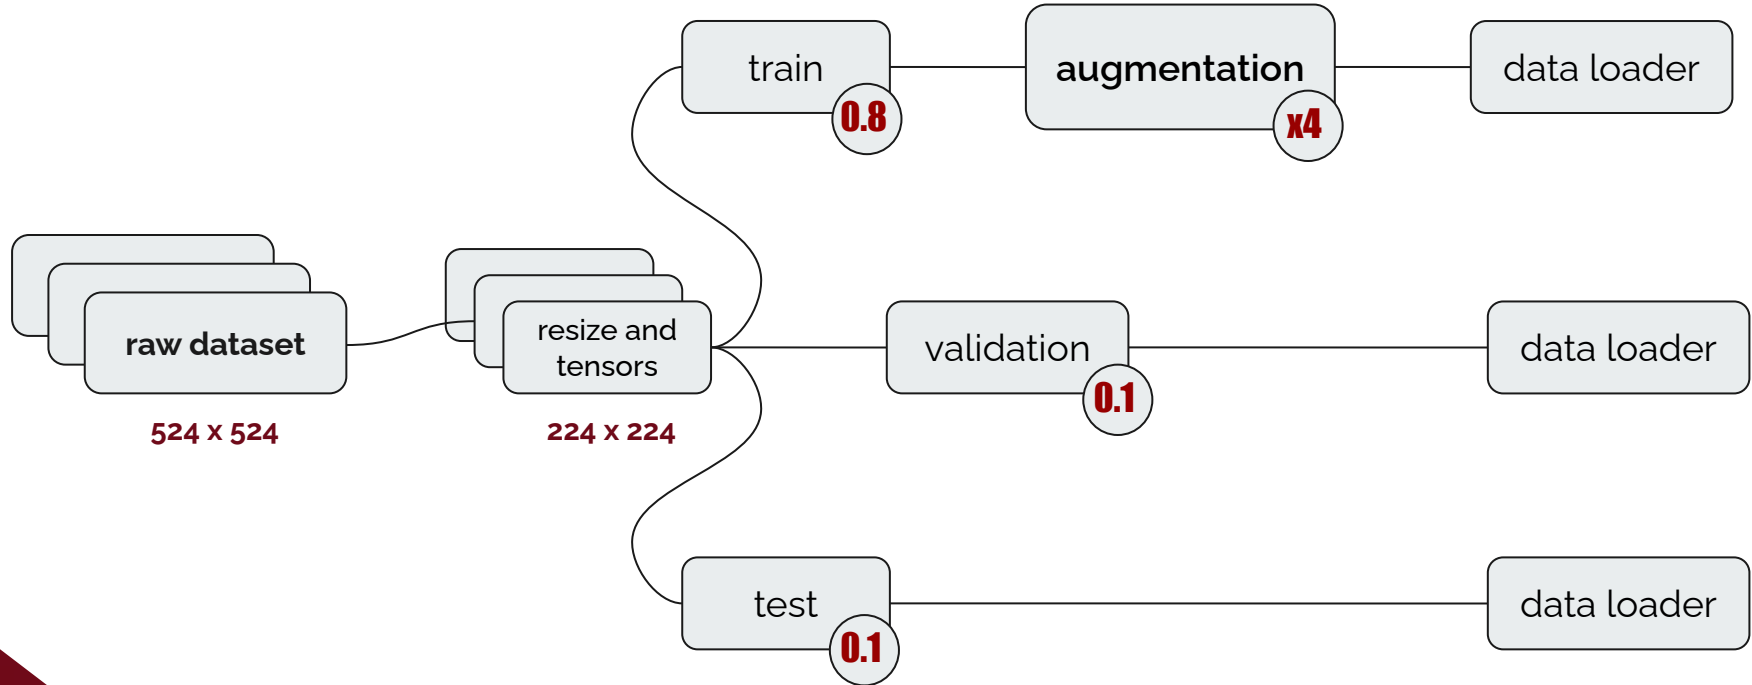 train
0.8
augmentation
x4
data loader
raw dataset
524 x 524
resize and
tensors
224 x 224
validation
0.1
data loader
test
0.1
data loader